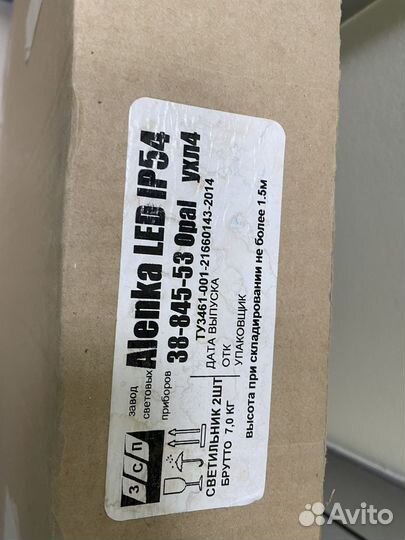 ЗСП
завод
световых
приборов
Alenka LED IP54
38-845-53 Opal ухл4
ТУ3461-001-21660143-2014
СВЕТИЛЬНИК 2ШТ
БРУТТО 7,0 КГ
ДАТА ВЫПУСКА
ОТК
УПАКОВЩИК
высота при складировании не более 1.5м
Avito